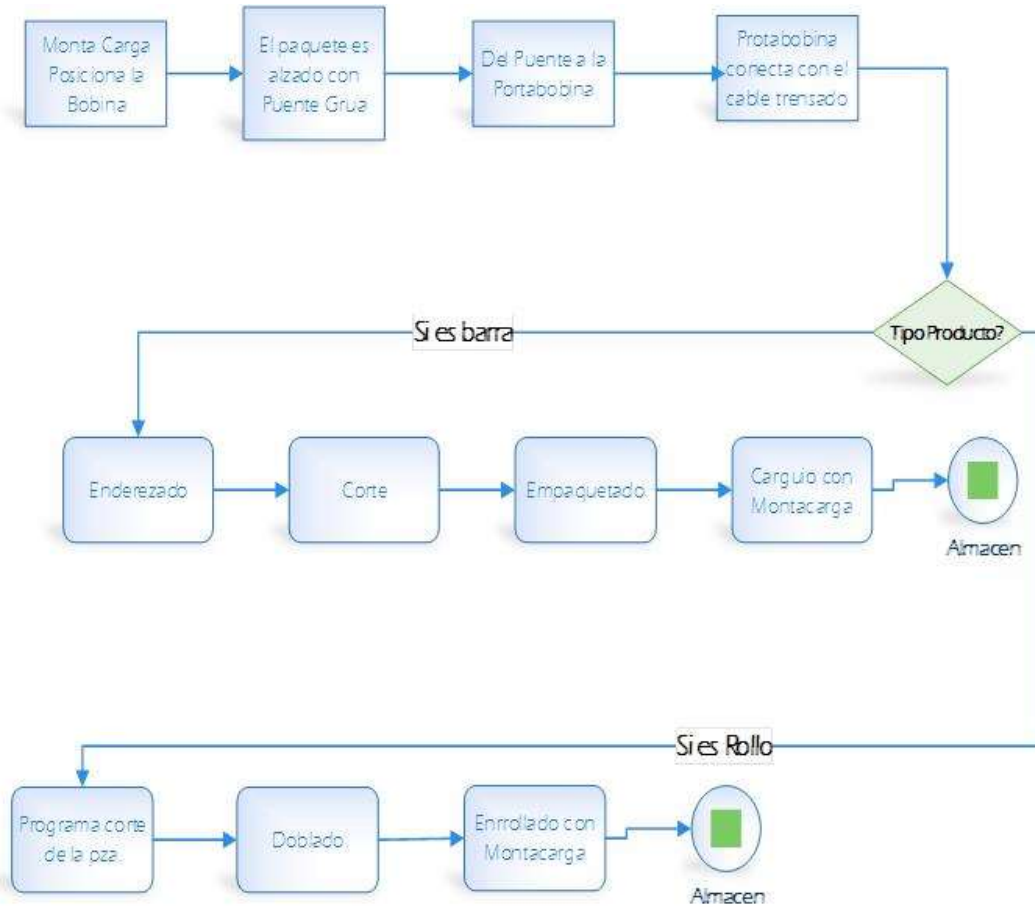 Monta Carga
Posiciona la
Bobina
El paquete es
alzado con
Puente Grua
Del Puente a la
Portabobina
Protabobina
conecta con el
cable trensado
Tipo Producto?
Si es barra
Enderezado
Corte
Empaquetado.
Carguio con
Montacarga
Almacen
Si es Rollo
Programa corte
de la pza.
Doblado.
Enrrollado con
Montacarga
Almacen